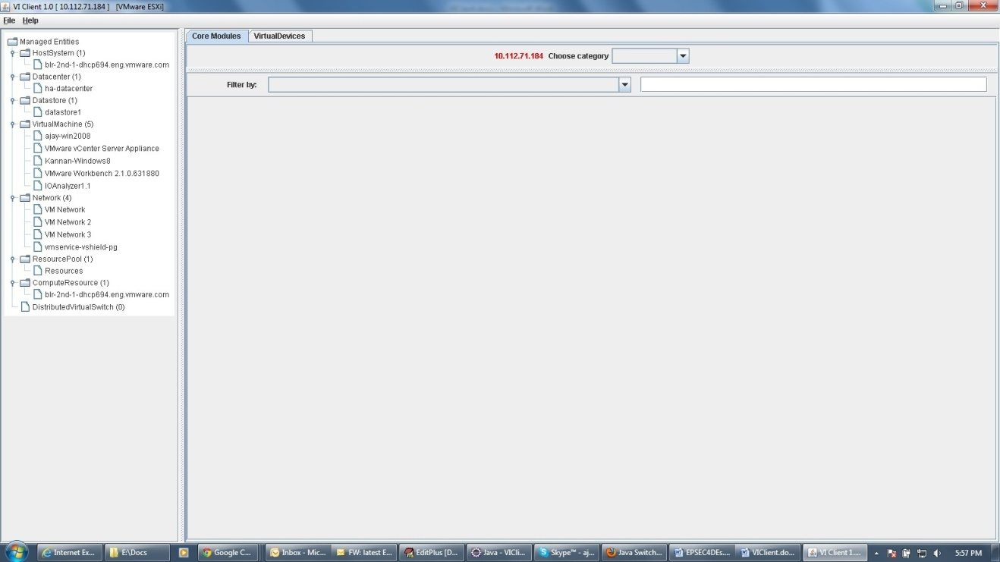 VI Client 1.0 [ 10.112.71.184 ]   [VMware ESXi]
File Help
Managed Entities
HostSystem (1)
blr-2nd-1-dhcp694.eng.vmware.com
Datacenter (1)
ha-datacenter
Datastore (1)
datastore1
VirtualMachine (5)
ajay-win2008
VMware vCenter Server Appliance
Kannan-Windows8
VMware Workbench 2.1.0.631880
IOAnalyzer1.1
Network (4)
VM Network
VM Network 2
VM Network 3
vmservice-vshield-pg
ResourcePool (1)
Resources
ComputeResource (1)
blr-2nd-1-dhcp694.eng.vmware.com
DistributedVirtualSwitch (0)
Core Modules VirtualDevices
10.112.71.184 Choose category
Filter by:
Internet Ex... E:\Docs Google C... Inbox - Mic... FW: latest E... EditPlus [D... Java - VICli... Skype™ - aj... Java Switch... EPSEC4DEs.... VIClient.do... VI Client 1.... 5:57 PM